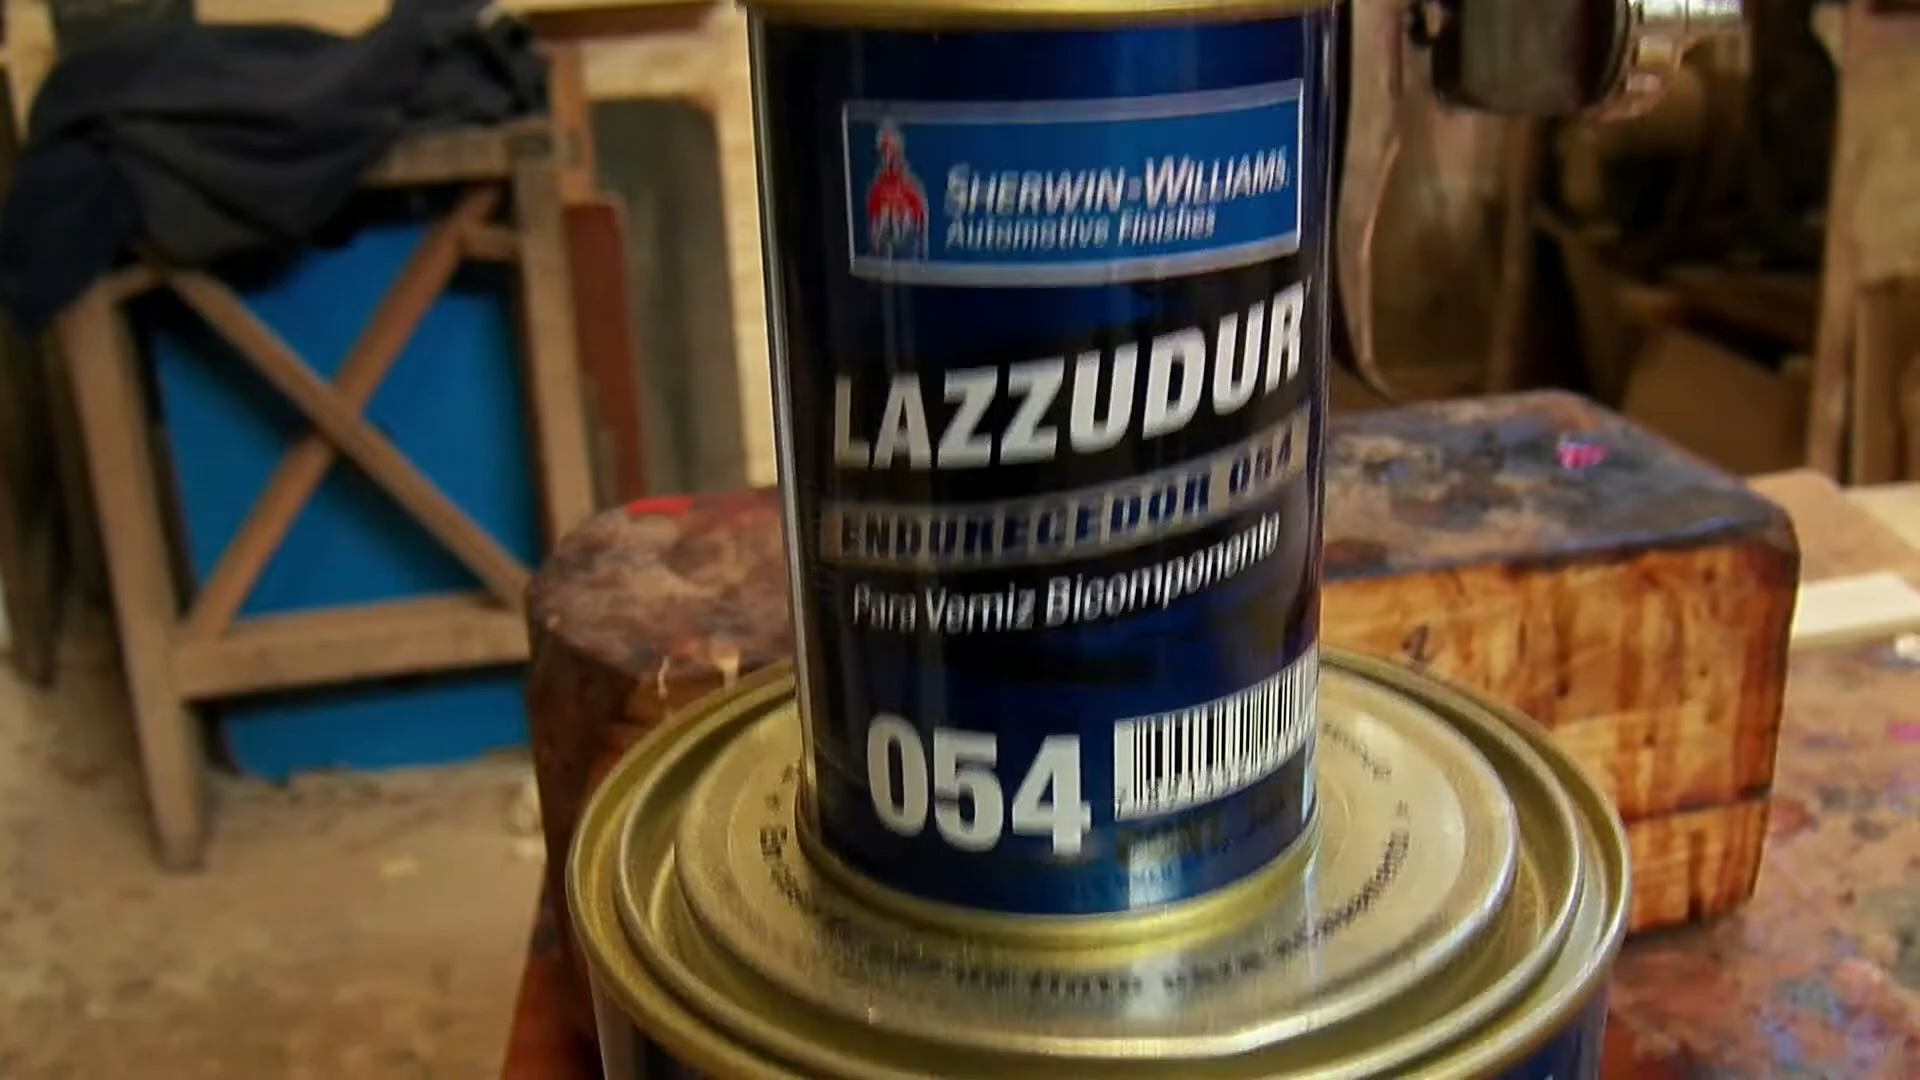 SHERWIN-WILLIAMS.
Automotive Finishes
LAZZUDUR
ENDURECEDOR 054
Para Verniz Bicomponente
054